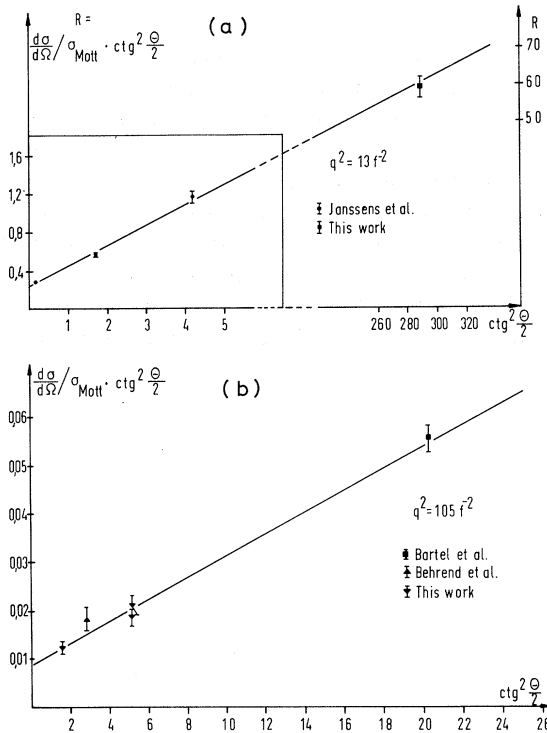 R =
(a)
dσ/dΩ / σMott · ctg² Θ/2
R
70
60
50
1,6
1,2
0,8
0,4
q² = 13 f⁻²
Janssens et al.
This work
1 2 3 4 5 260 280 300 320 ctg² Θ/2
dσ/dΩ / σMott · ctg² Θ/2
(b)
0,06
0,05
0,04
0,03
0,02
0,01
q² = 105 f⁻²
Bartel et al.
Behrend et al.
This work
ctg² Θ/2
2 4 6 8 10 12 14 16 18 20 22 24 26